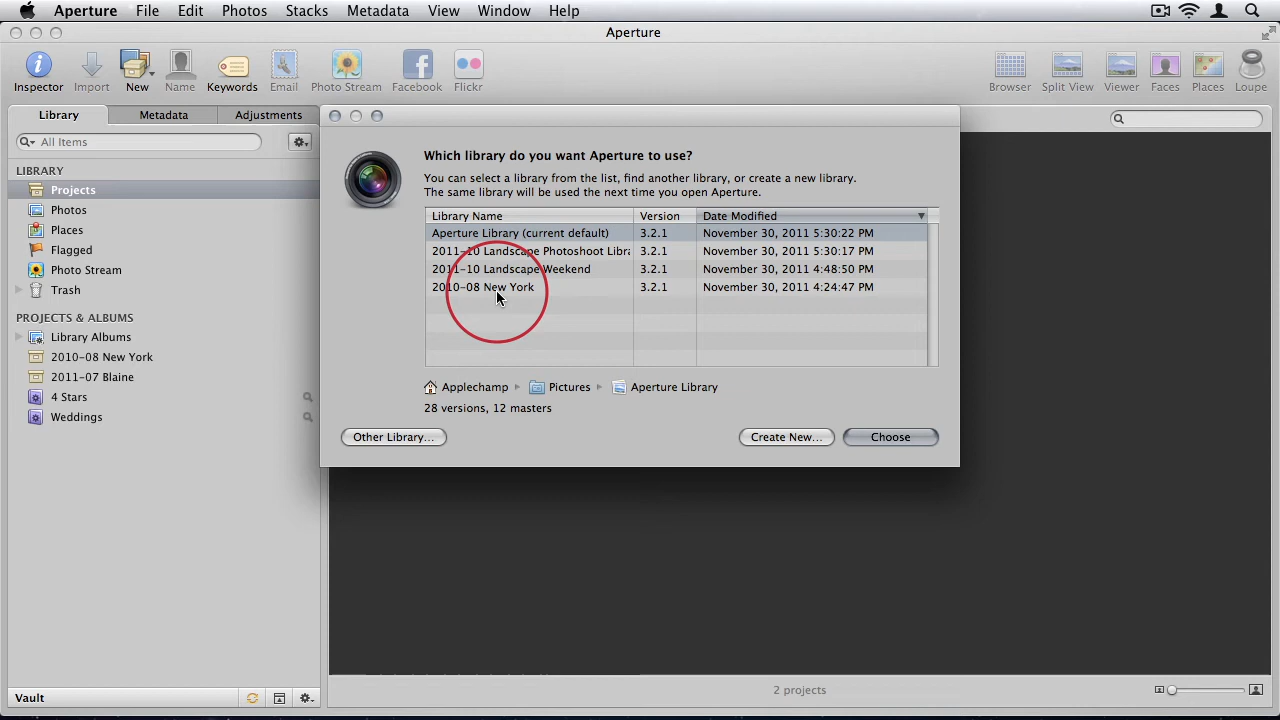 Aperture File Edit Photos Stacks Metadata View Window Help
Aperture
Inspector Import New Name Keywords Email Photo Stream Facebook Flickr Browser Split View Viewer Faces Places Loupe
Library Metadata Adjustments
All Items
LIBRARY
Projects
Photos
Places
Flagged
Photo Stream
Trash
PROJECTS & ALBUMS
Library Albums
2010-08 New York
2011-07 Blaine
4 Stars
Weddings
Vault
Which library do you want Aperture to use?
You can select a library from the list, find another library, or create a new library.
The same library will be used the next time you open Aperture.
Library Name Version Date Modified
Aperture Library (current default) 3.2.1 November 30, 2011 5:30:22 PM
2011-10 Landscape Photoshoot Libra 3.2.1 November 30, 2011 5:30:17 PM
2011-10 Landscape Weekend 3.2.1 November 30, 2011 4:48:50 PM
2010-08 New York 3.2.1 November 30, 2011 4:24:47 PM
Applechamp Pictures Aperture Library
28 versions, 12 masters
Other Library... Create New... Choose
2 projects